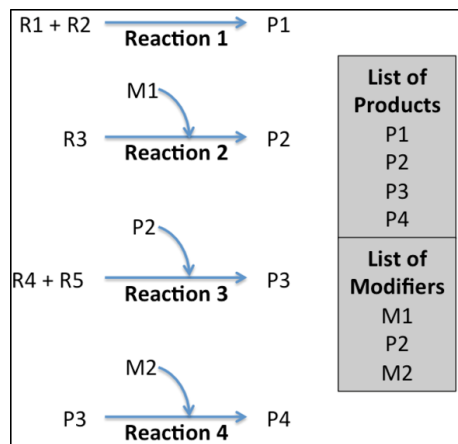 R1 + R2 P1
Reaction 1
M1
R3 P2
Reaction 2
P2
R4 + R5 P3
Reaction 3
M2
P3 P4
Reaction 4
List of
Products
P1
P2
P3
P4
List of
Modifiers
M1
P2
M2